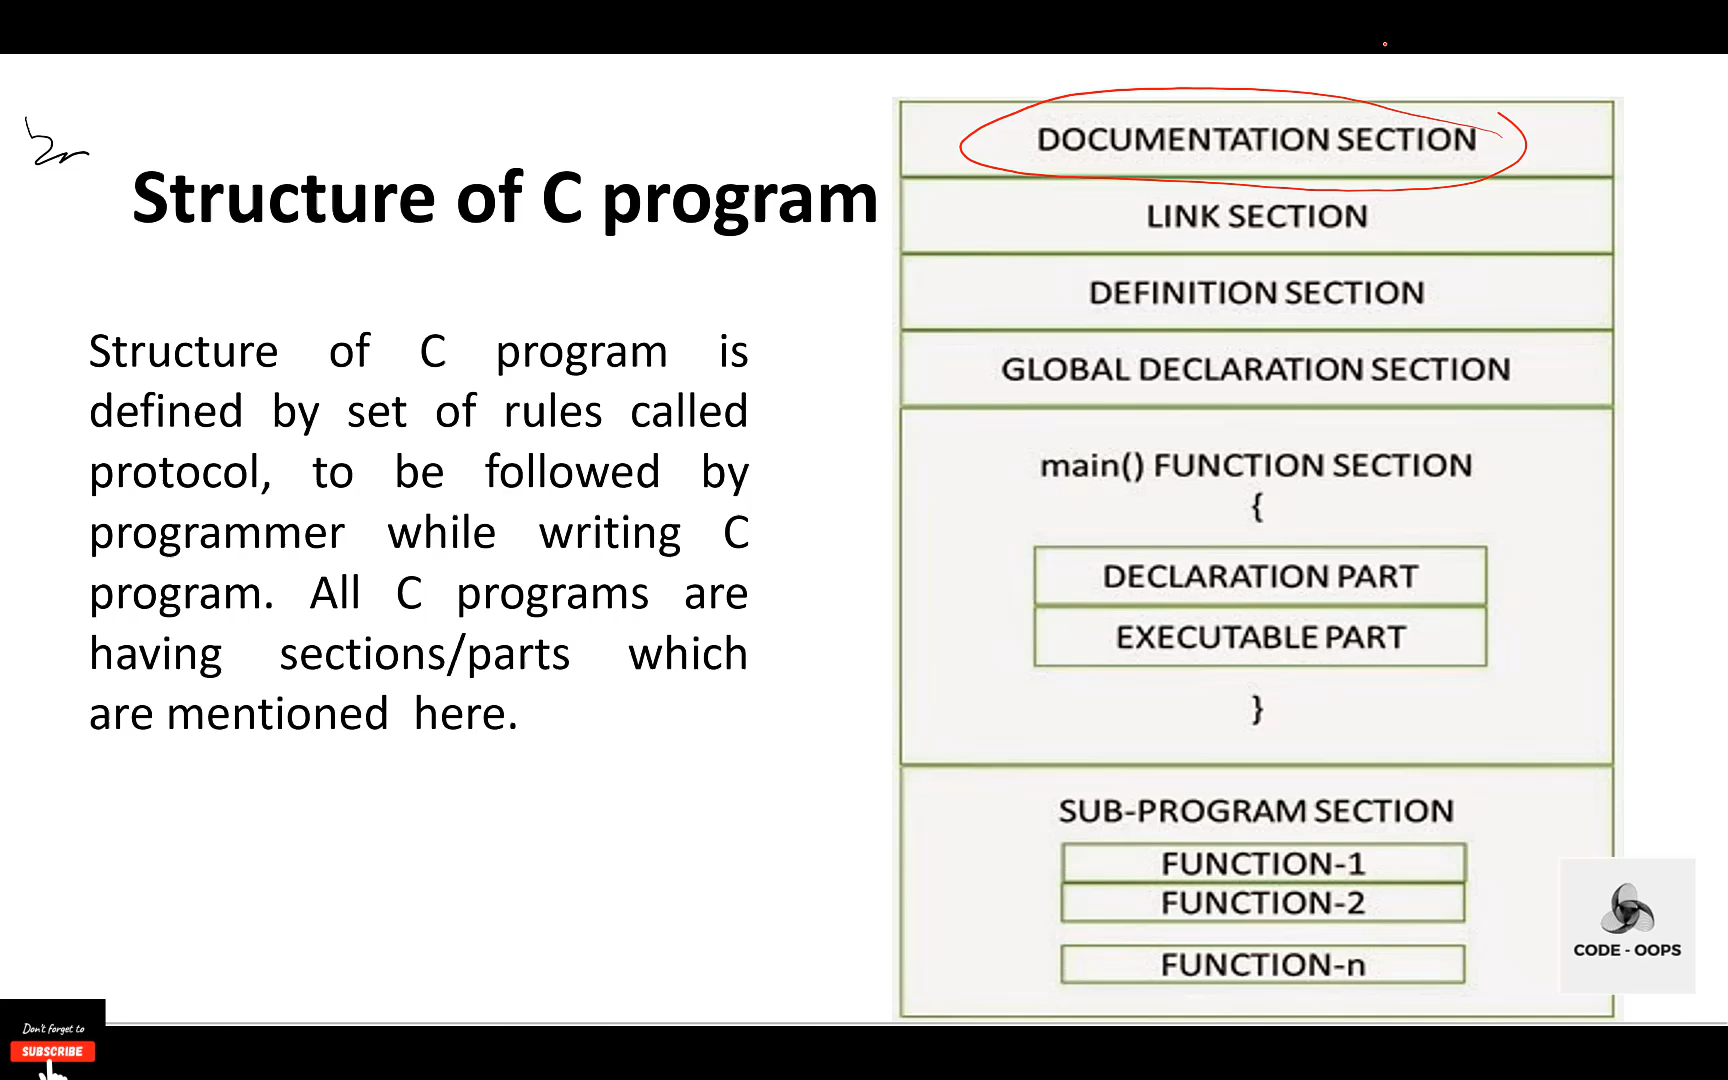 Structure of C program
Structure of C program is
defined by set of rules called
protocol, to be followed by
programmer while writing C
program. All C programs are
having sections/parts which
are mentioned here.
DOCUMENTATION SECTION
LINK SECTION
DEFINITION SECTION
GLOBAL DECLARATION SECTION
main() FUNCTION SECTION
{
DECLARATION PART
EXECUTABLE PART
}
SUB-PROGRAM SECTION
FUNCTION-1
FUNCTION-2
FUNCTION-n
CODE - OOPS
Don't forget to
SUBSCRIBE